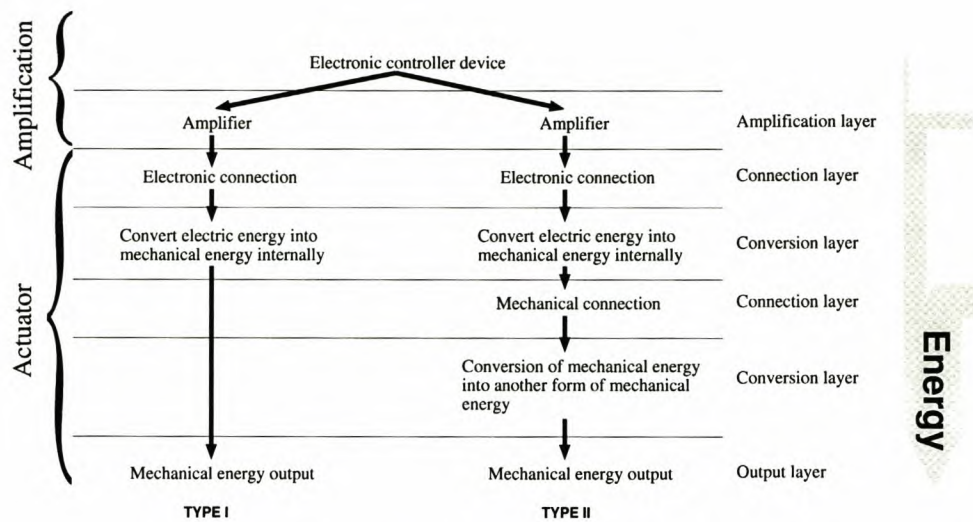 Amplification
Electronic controller device
Amplifier
Amplifier
Amplification layer
Actuator
Electronic connection
Electronic connection
Connection layer
Convert electric energy into
mechanical energy internally
Convert electric energy into
mechanical energy internally
Conversion layer
Mechanical connection
Connection layer
Conversion of mechanical energy
into another form of mechanical
energy
Conversion layer
Mechanical energy output
Mechanical energy output
Output layer
TYPE I
TYPE II
Energy